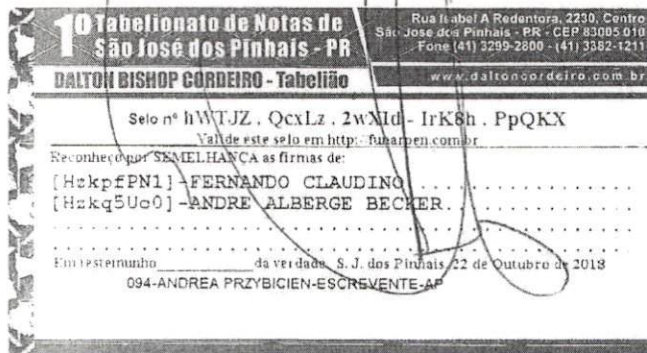 1º Tabelionato de Notas de
São José dos Pinhais - PR
Rua Isabel A Redentora, 2230, Centro
São Jose dos Pinhais - PR - CEP 83005 010
Fone (41) 3299-2800 - (41) 3382-1211
DALTON BISHOP CORDEIRO - Tabelião
www.daltoncordeiro.com.br
Selo nº hWTJZ . QcxLz . 2wXId - IrK8h . PpQKX
Valide este selo em http: funarpen.com.br
Reconheço por SEMELHANÇA as firmas de:
[HzkpfPN1]-FERNANDO CLAUDINO
[Hzkq5Uc0]-ANDRE ALBERGE BECKER
Em testemunho ____________ da verdade. S. J. dos Pinhais, 22 de Outubro de 2018
094-ANDREA PRZYBICIEN-ESCREVENTE-AP